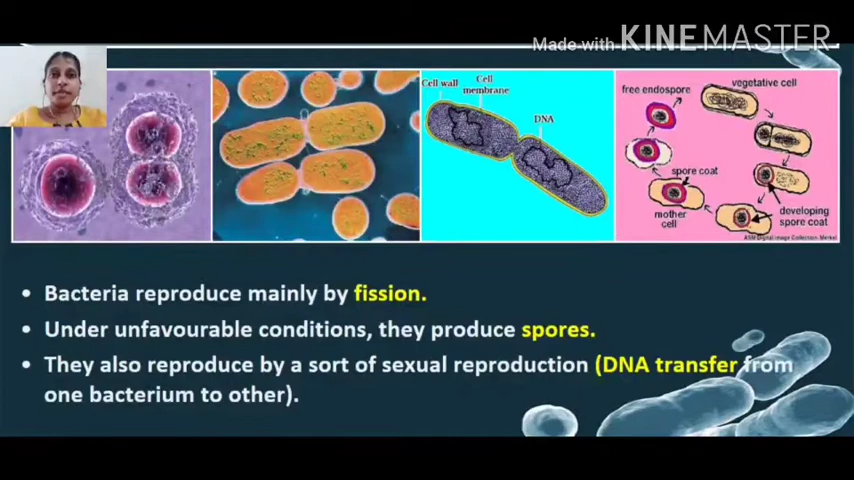 Made with KINEMASTER
Cell wall
Cell
membrane
DNA
free endospore
vegetative cell
spore coat
mother
cell
developing
spore coat
ASM Digital Image Collection, Merkel
• Bacteria reproduce mainly by fission.
• Under unfavourable conditions, they produce spores.
• They also reproduce by a sort of sexual reproduction (DNA transfer from
one bacterium to other).